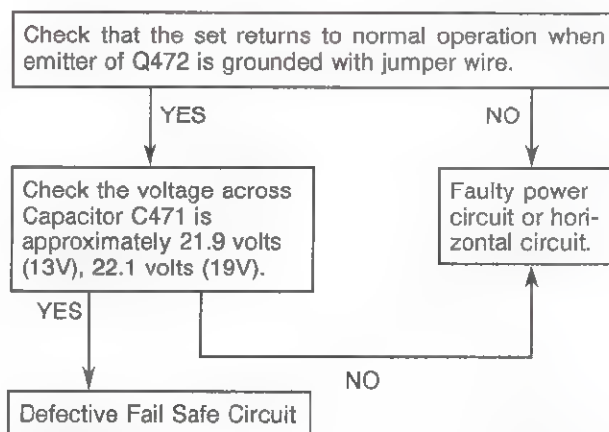 Check that the set returns to normal operation when
emitter of Q472 is grounded with jumper wire.
YES
NO
Check the voltage across
Capacitor C471 is
approximately 21.9 volts
(13V), 22.1 volts (19V).
Faulty power
circuit or hori-
zontal circuit.
YES
NO
Defective Fail Safe Circuit